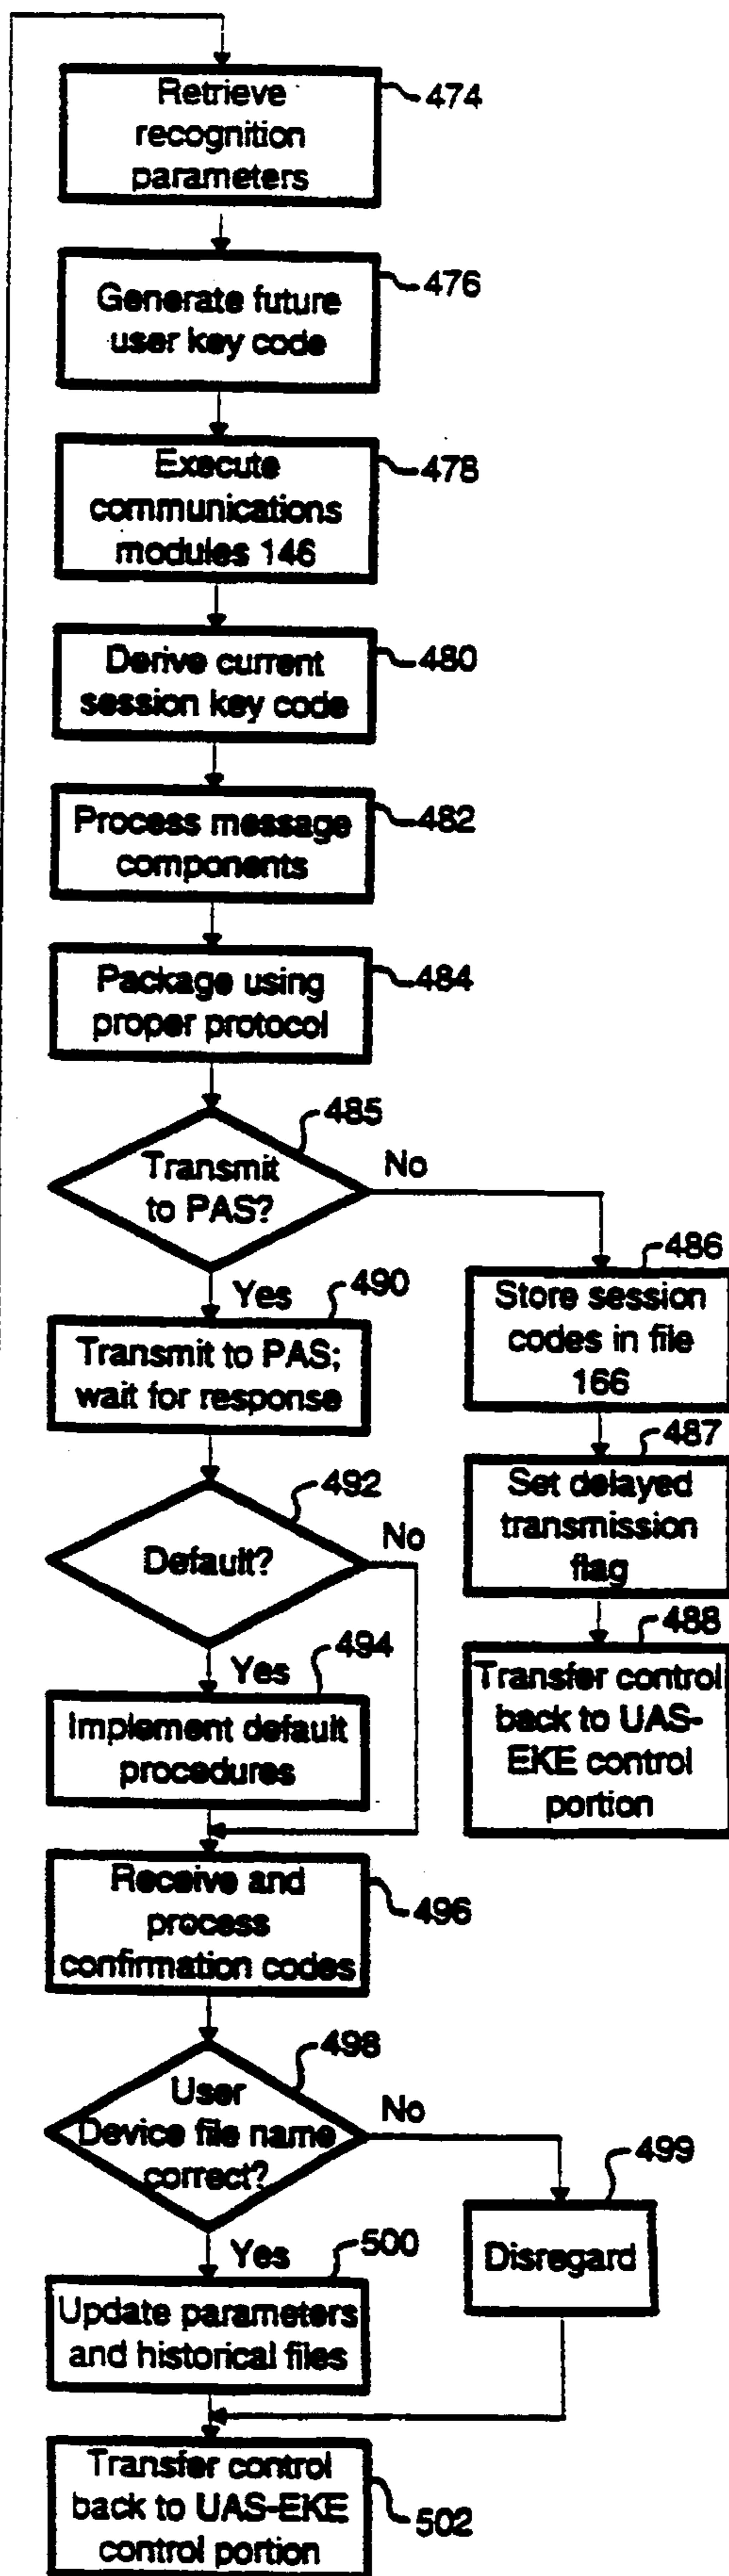 Retrieve
recognition
parameters
474
Generate future
user key code
476
Execute
communications
modules 146
478
Derive current
session key code
480
Process message
components
482
Package using
proper protocol
484
Transmit
to PAS?
485
No
Yes
Store session
codes in file
166
486
Transmit to PAS;
wait for response
490
Set delayed
transmission
flag
487
Default?
492
No
Yes
Transfer control
back to UAS-
EKE control
portion
488
Implement default
procedures
494
Receive and
process
confirmation codes
496
User
Device file name
correct?
498
No
Yes
Disregard
499
Update parameters
and historical files
500
Transfer control
back to UAS-EKE
control portion
502